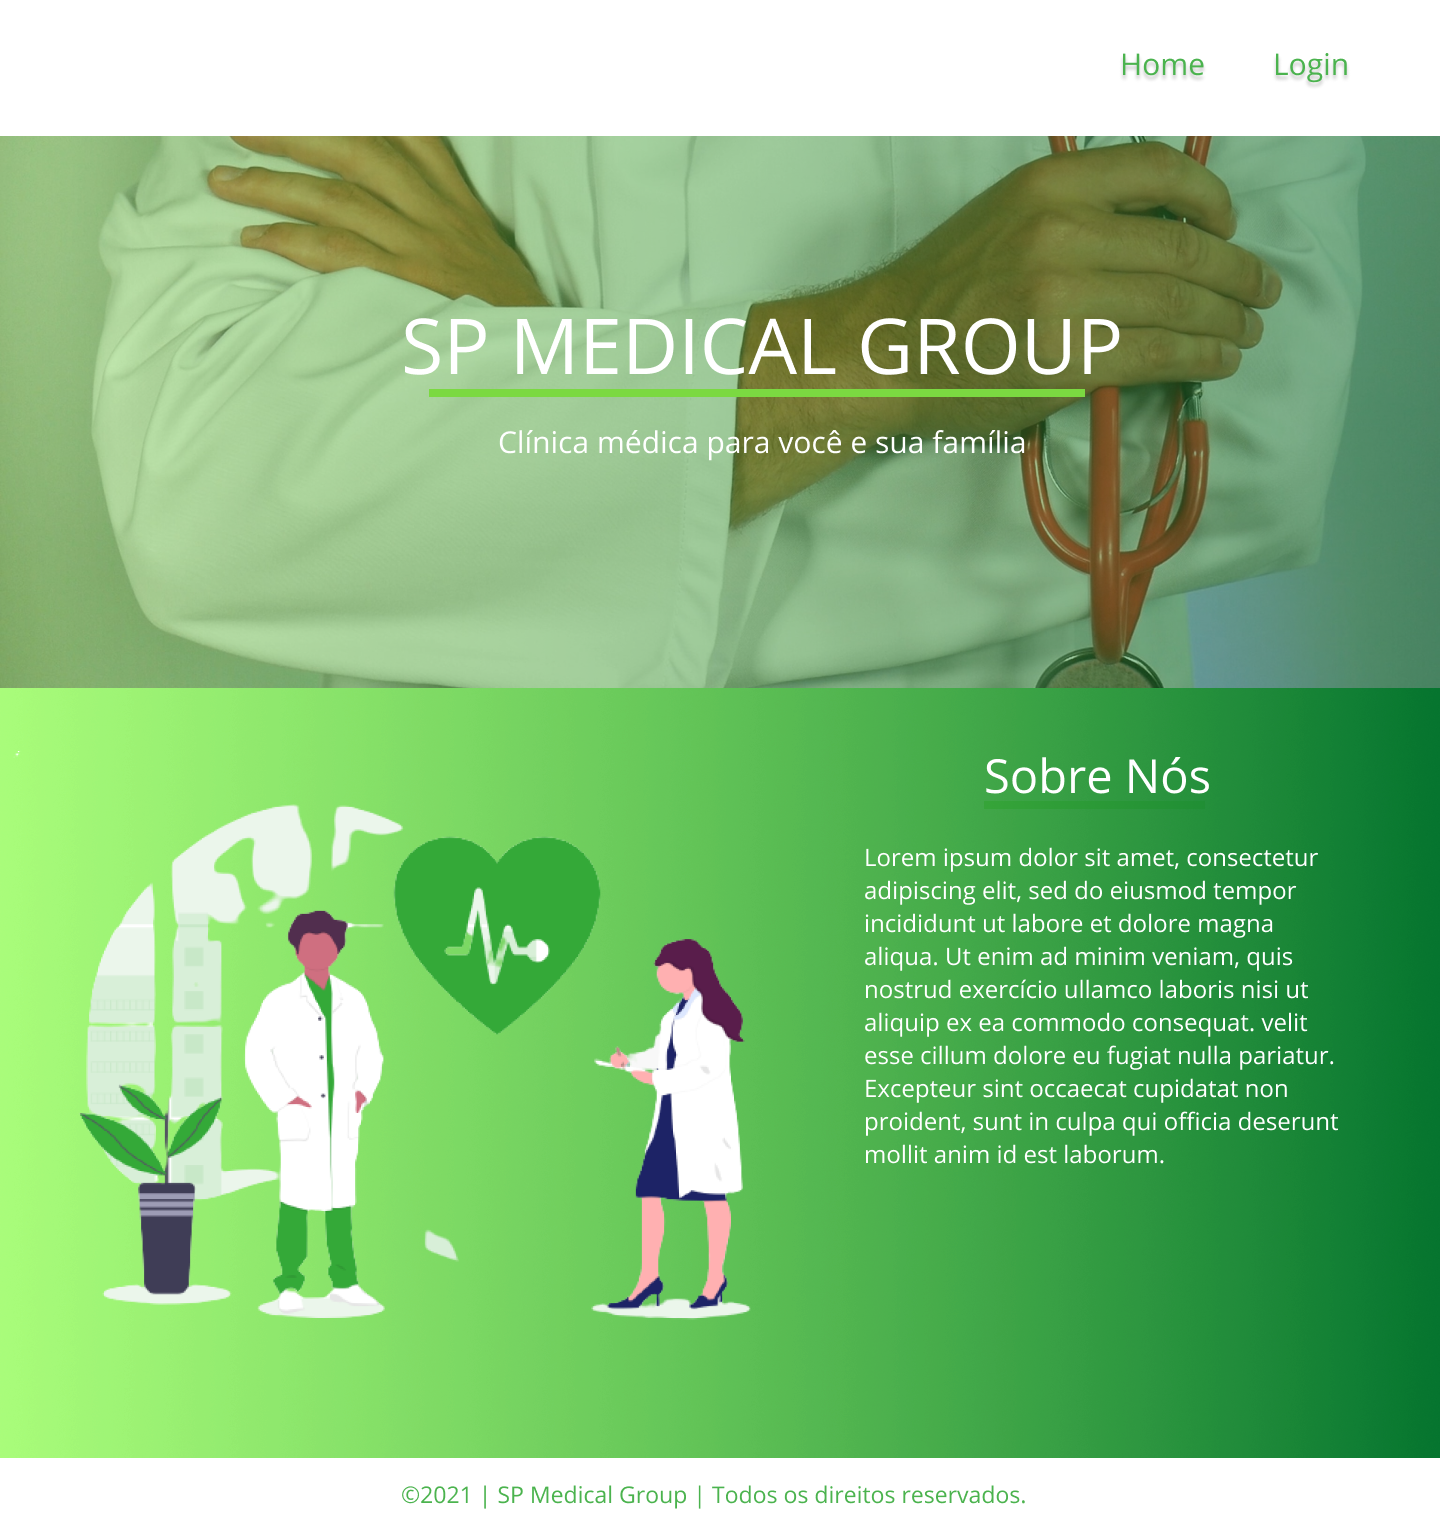 Home Login
SP MEDICAL GROUP
Clínica médica para você e sua família
Sobre Nós
Lorem ipsum dolor sit amet, consectetur
adipiscing elit, sed do eiusmod tempor
incididunt ut labore et dolore magna
aliqua. Ut enim ad minim veniam, quis
nostrud exercício ullamco laboris nisi ut
aliquip ex ea commodo consequat. velit
esse cillum dolore eu fugiat nulla pariatur.
Excepteur sint occaecat cupidatat non
proident, sunt in culpa qui officia deserunt
mollit anim id est laborum.
©2021 | SP Medical Group | Todos os direitos reservados.